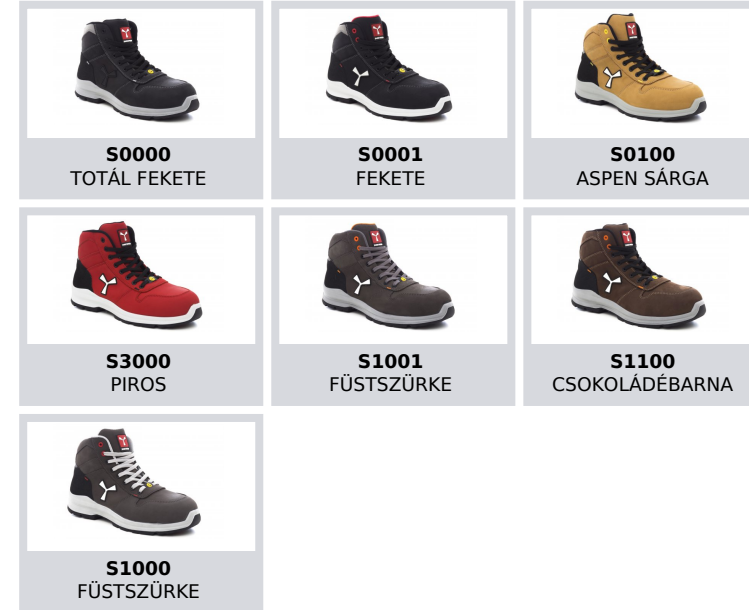 S0000
TOTÁL FEKETE
S0001
FEKETE
S0100
ASPEN SÁRGA
S3000
PIROS
S1001
FÜSTSZÜRKE
S1100
CSOKOLÁDÉBARNA
S1000
FÜSTSZÜRKE